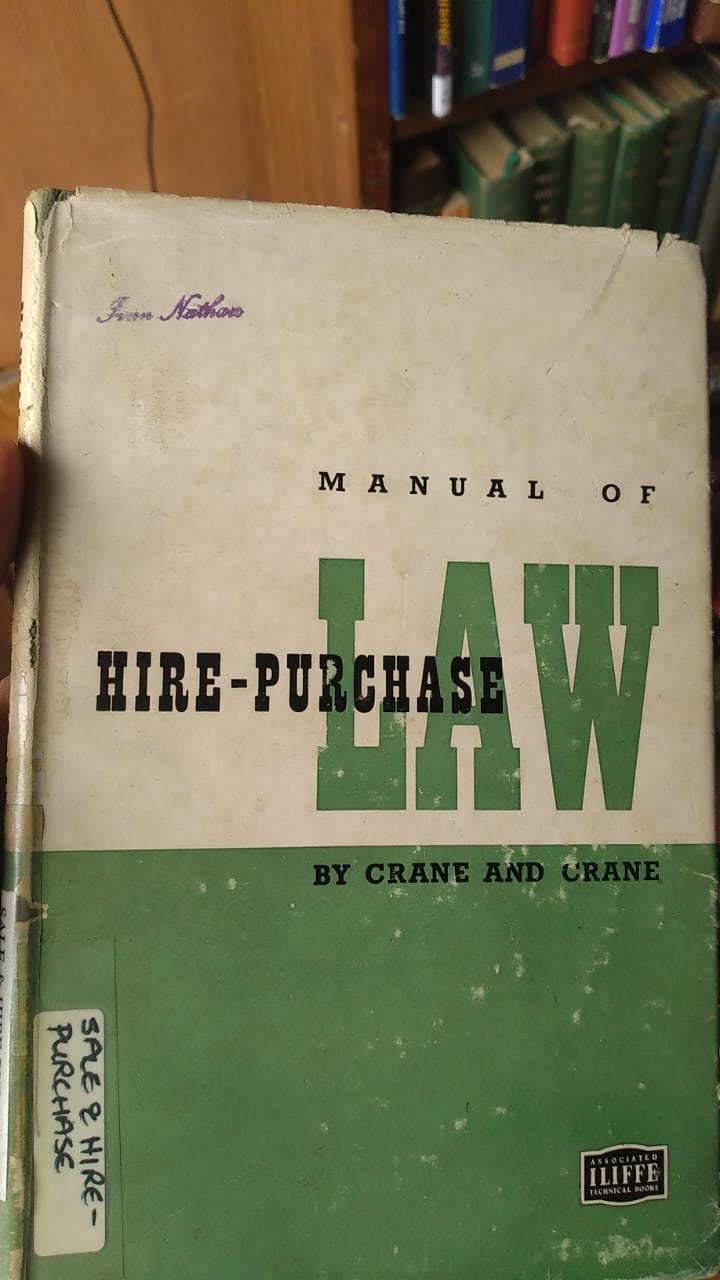 Ivan Nathan
MANUAL OF
LAW
HIRE-PURCHASE
BY CRANE AND CRANE
SALE & HIRE-
PURCHASE
ASSOCIATED
ILIFFE
TECHNICAL BOOKS